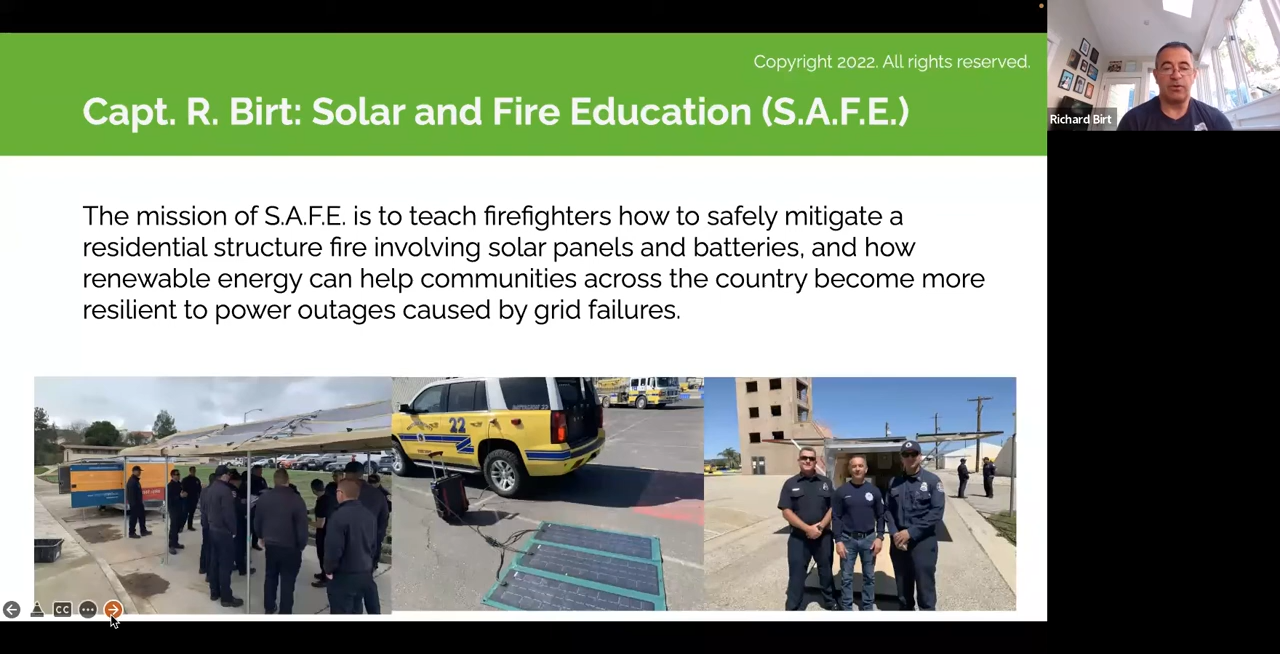 Copyright 2022. All rights reserved.
Capt. R. Birt: Solar and Fire Education (S.A.F.E.)
Richard Birt
The mission of S.A.F.E. is to teach firefighters how to safely mitigate a
residential structure fire involving solar panels and batteries, and how
renewable energy can help communities across the country become more
resilient to power outages caused by grid failures.
22
CC